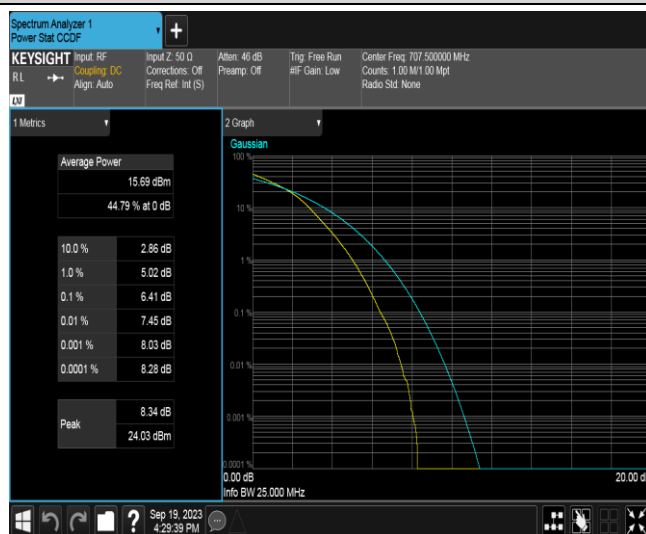 Spectrum Analyzer 1
Power Stat CCDF
+
KEYSIGHT
RL
LXI
Input: RF
Coupling: DC
Align: Auto
Input Z: 50 Ω
Corrections: Off
Freq Ref: Int (S)
Atten: 46 dB
Preamp: Off
Trig: Free Run
#IF Gain: Low
Center Freq: 707.500000 MHz
Counts: 1.00 M/1.00 Mpt
Radio Std: None
1 Metrics
Average Power
15.69 dBm
44.79 % at 0 dB
10.0 % 2.86 dB
1.0 % 5.02 dB
0.1 % 6.41 dB
0.01 % 7.45 dB
0.001 % 8.03 dB
0.0001 % 8.28 dB
Peak
8.34 dB
24.03 dBm
2 Graph
Gaussian
100 %
10 %
1 %
0.1 %
0.01 %
0.001 %
0.0001 %
0.00 dB
20.00 d
Info BW 25.000 MHz
?
Sep 19, 2023
4:29:39 PM